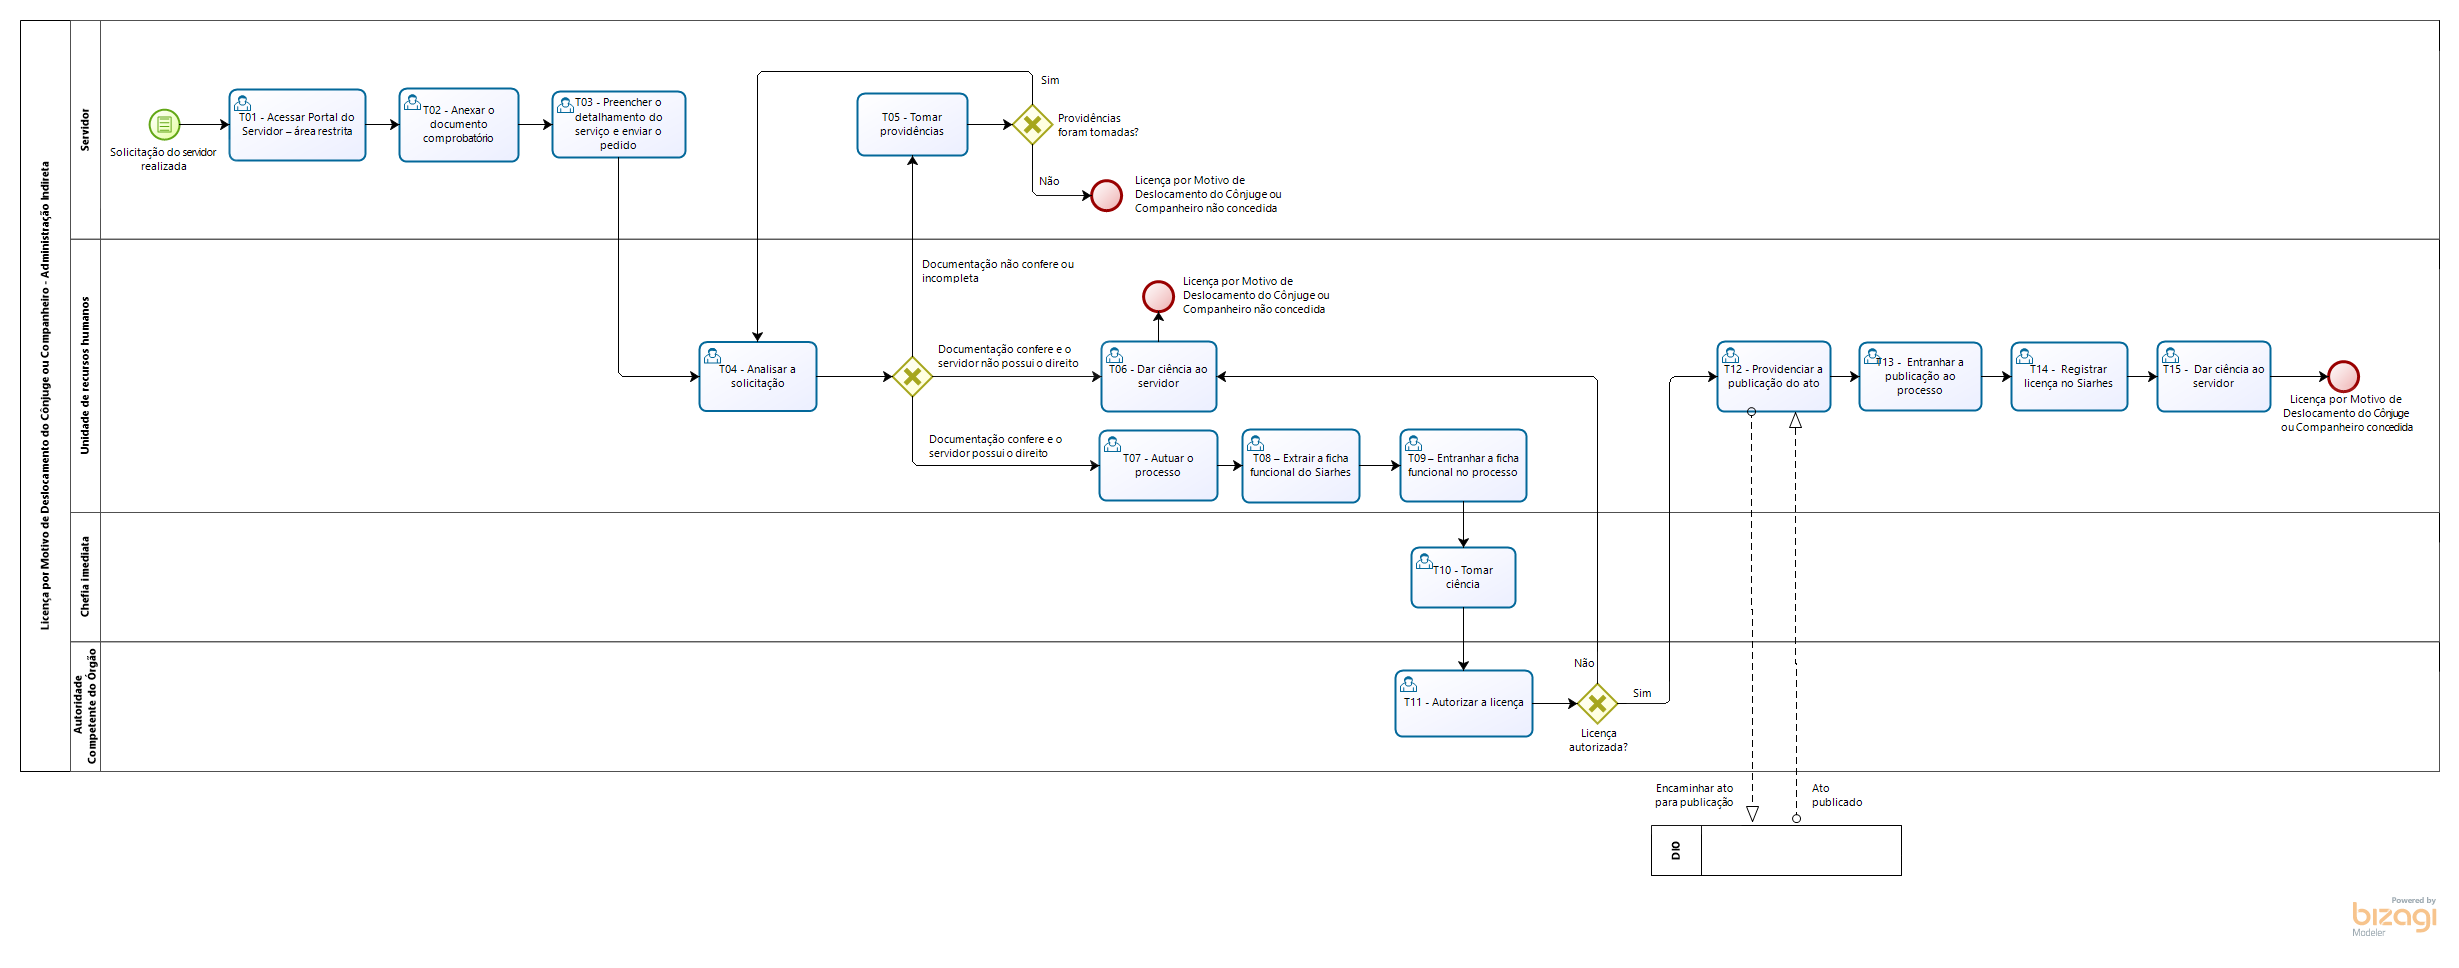 Licença por Motivo de Deslocamento do Cônjuge ou Companheiro - Administração Indireta
Servidor
Solicitação do servidor
realizada
T01 - Acessar Portal do
Servidor – área restrita
T02 - Anexar o
documento
comprobatório
T03 - Preencher o
detalhamento do
serviço e enviar o
pedido
T05 - Tomar
providências
Sim
Providências
foram tomadas?
Não
Licença por Motivo de
Deslocamento do Cônjuge ou
Companheiro não concedida
Unidade de recursos humanos
T04 - Analisar a
solicitação
Documentação não confere ou
incompleta
Documentação confere e o
servidor não possui o direito
Documentação confere e o
servidor possui o direito
Licença por Motivo de
Deslocamento do Cônjuge ou
Companheiro não concedida
T06 - Dar ciência ao
servidor
T07 - Autuar o
processo
T08 – Extrair a ficha
funcional do Siarhes
T09 – Entranhar a ficha
funcional no processo
T12 - Providenciar a
publicação do ato
T13 - Entranhar a
publicação ao
processo
T14 - Registrar
licença no Siarhes
T15 - Dar ciência ao
servidor
Licença por Motivo de
Deslocamento do Cônjuge
ou Companheiro concedida
Chefia imediata
T10 - Tomar
ciência
Autoridade
Competente do Órgão
T11 - Autorizar a licença
Não
Sim
Licença
autorizada?
Encaminhar ato
para publicação
Ato
publicado
DIO
Powered by
bizagi
Modeler